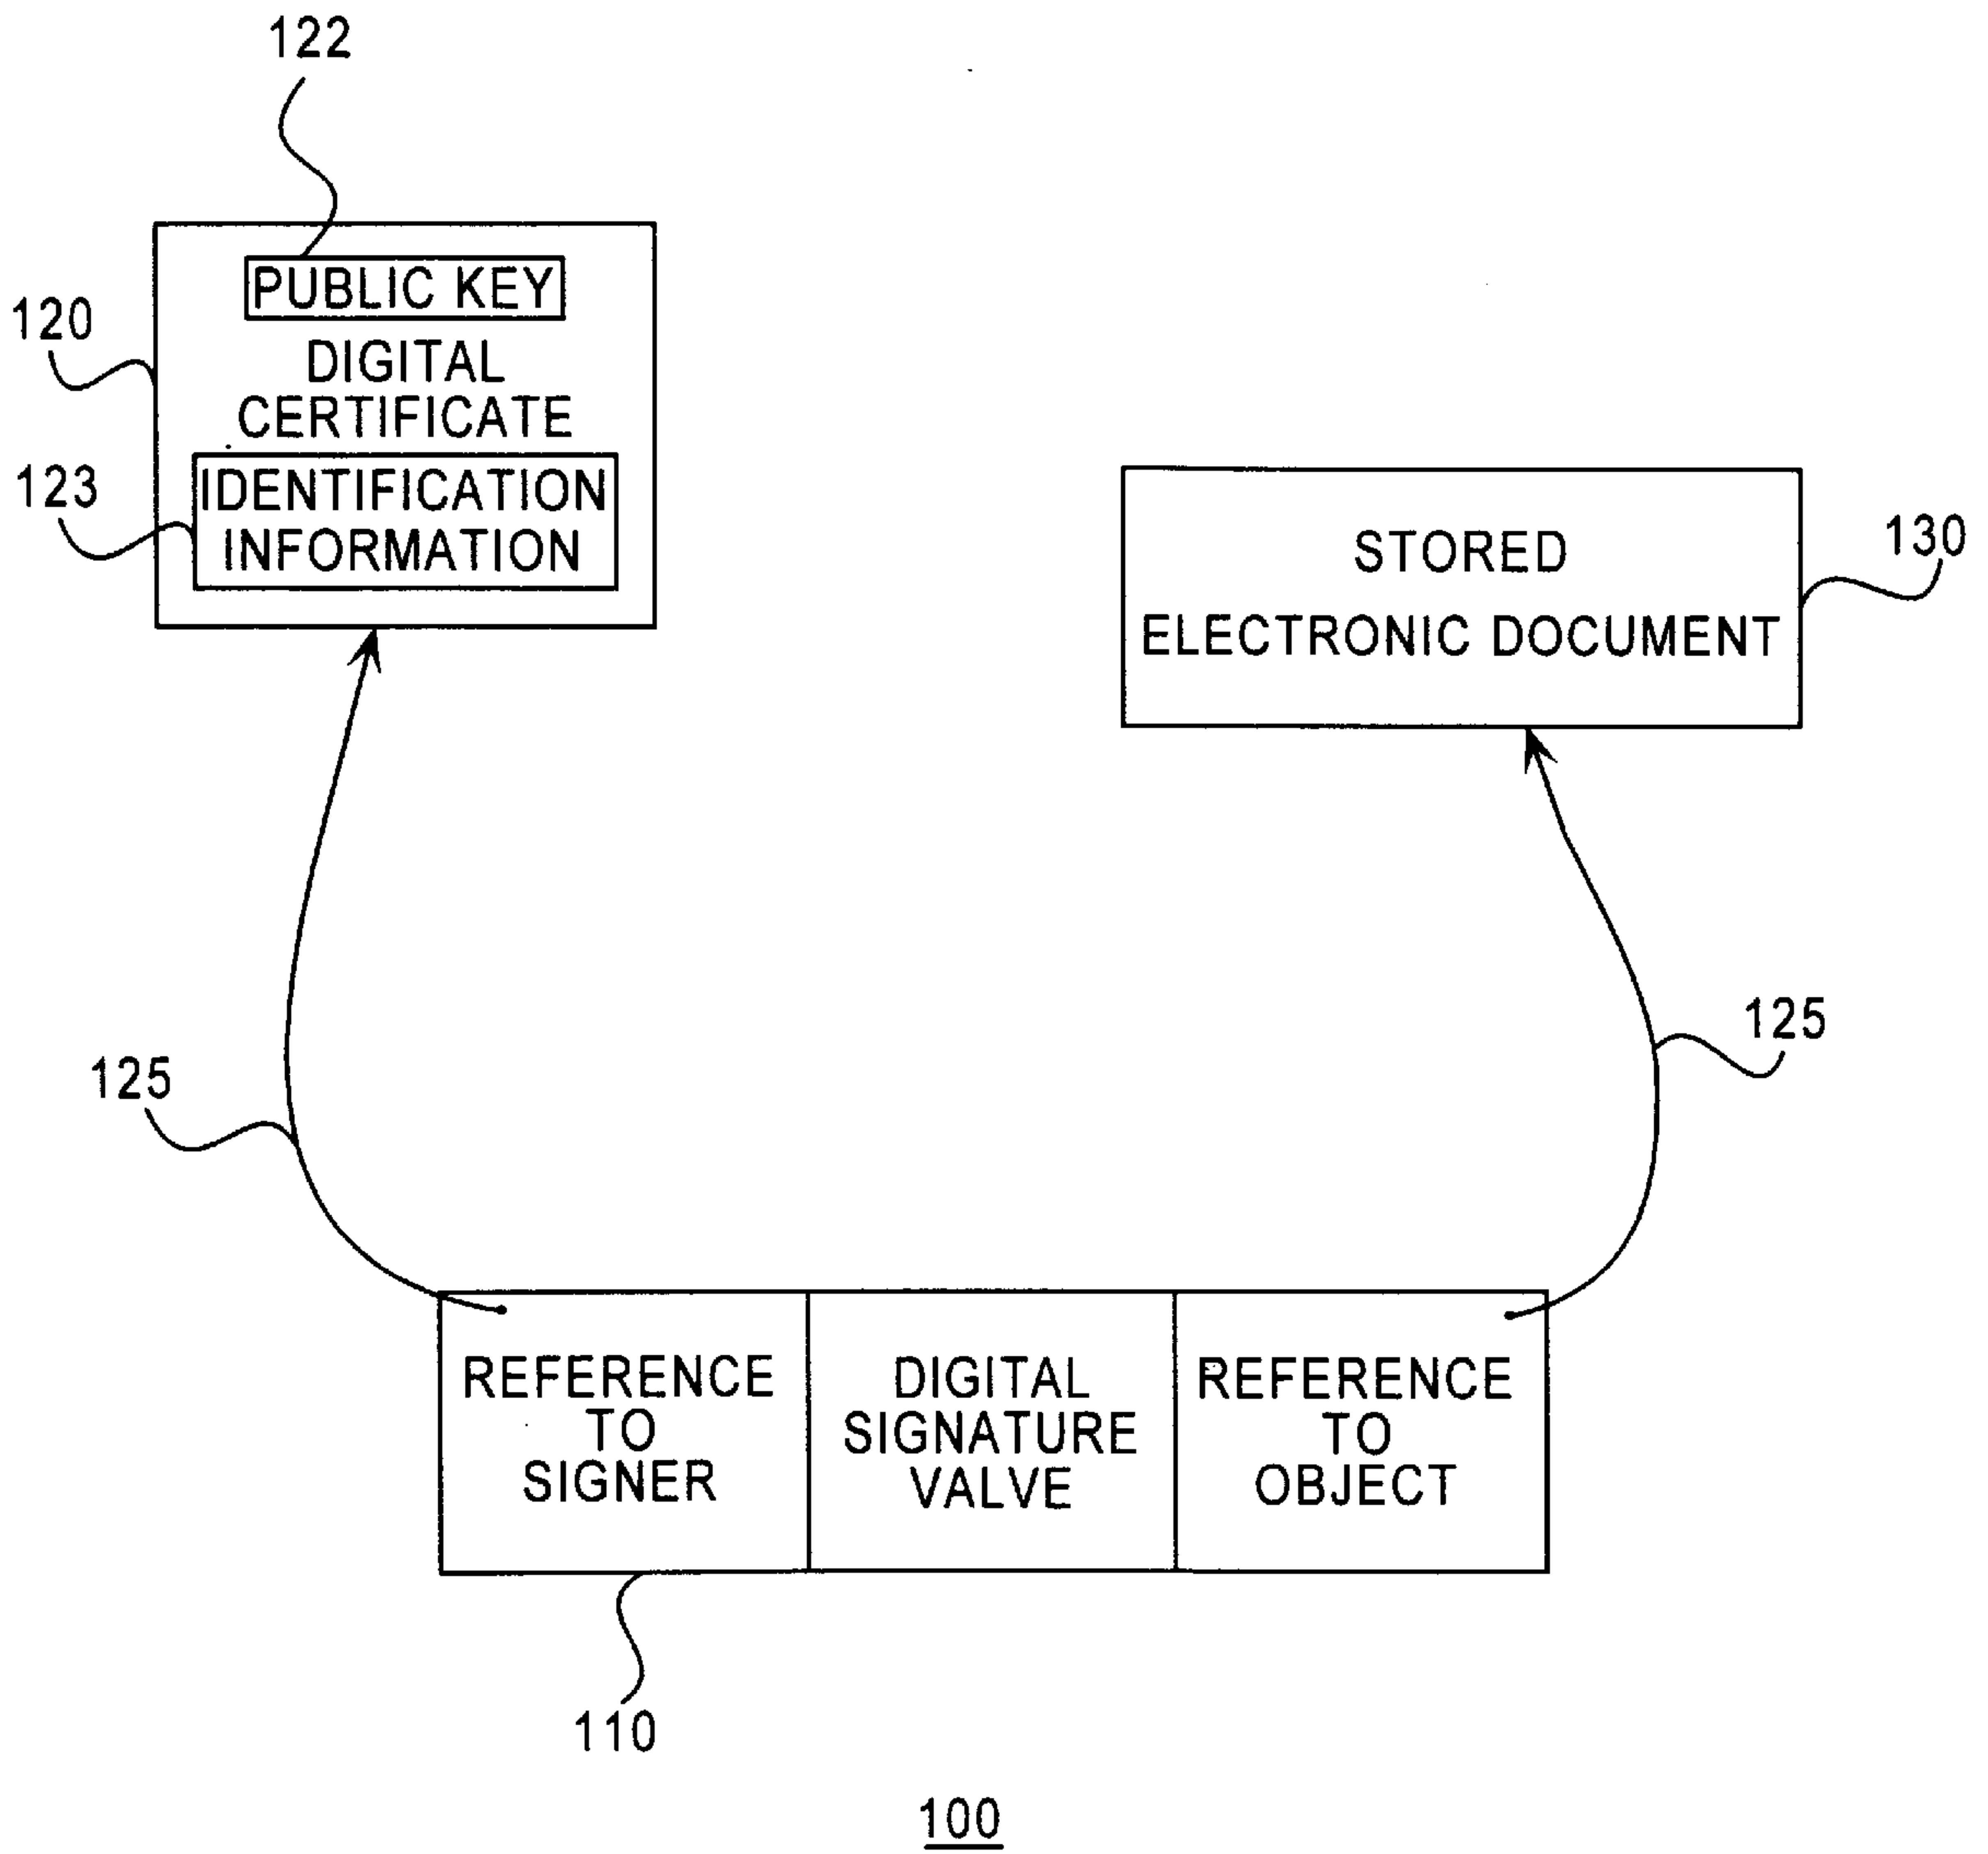 122
120
PUBLIC KEY
DIGITAL
CERTIFICATE
123
IDENTIFICATION
INFORMATION
130
STORED
ELECTRONIC DOCUMENT
125
125
REFERENCE
TO
SIGNER
DIGITAL
SIGNATURE
VALVE
REFERENCE
TO
OBJECT
110
100